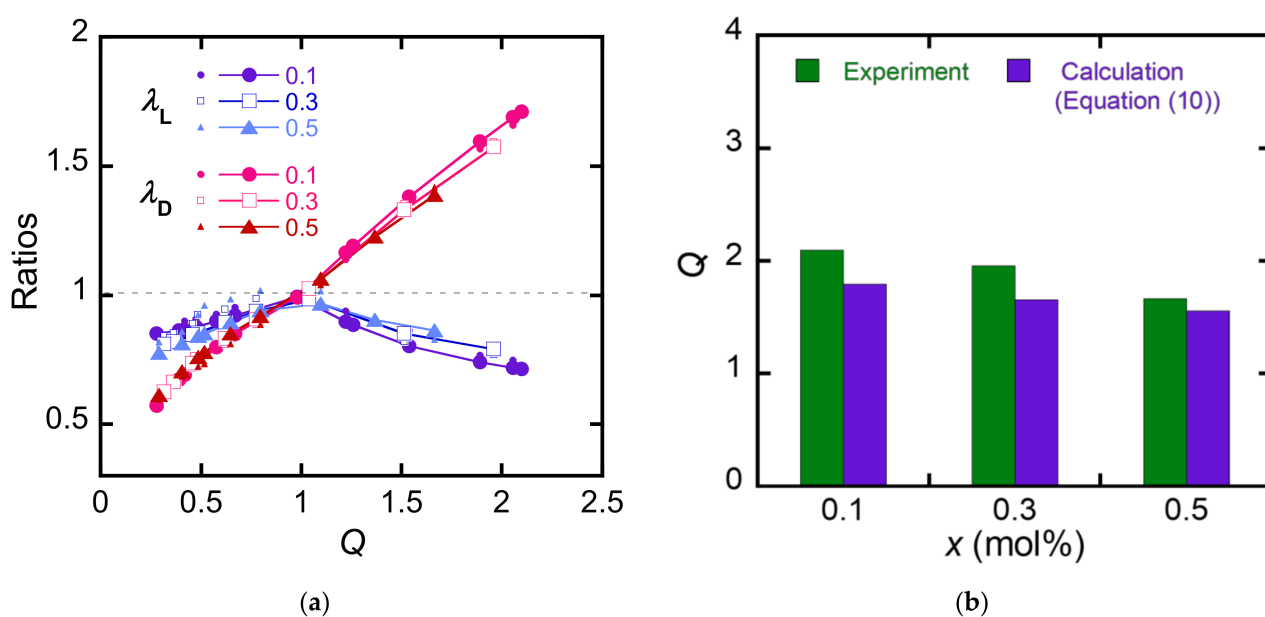 2
1.5
1
0.5
Ratios
0
0.5
1
1.5
2
2.5
Q
λL
0.1
0.3
0.5
λD
0.1
0.3
0.5
(a)
4
3
2
1
0
Q
Experiment
Calculation
(Equation (10))
0.1
0.3
0.5
x (mol%)
(b)